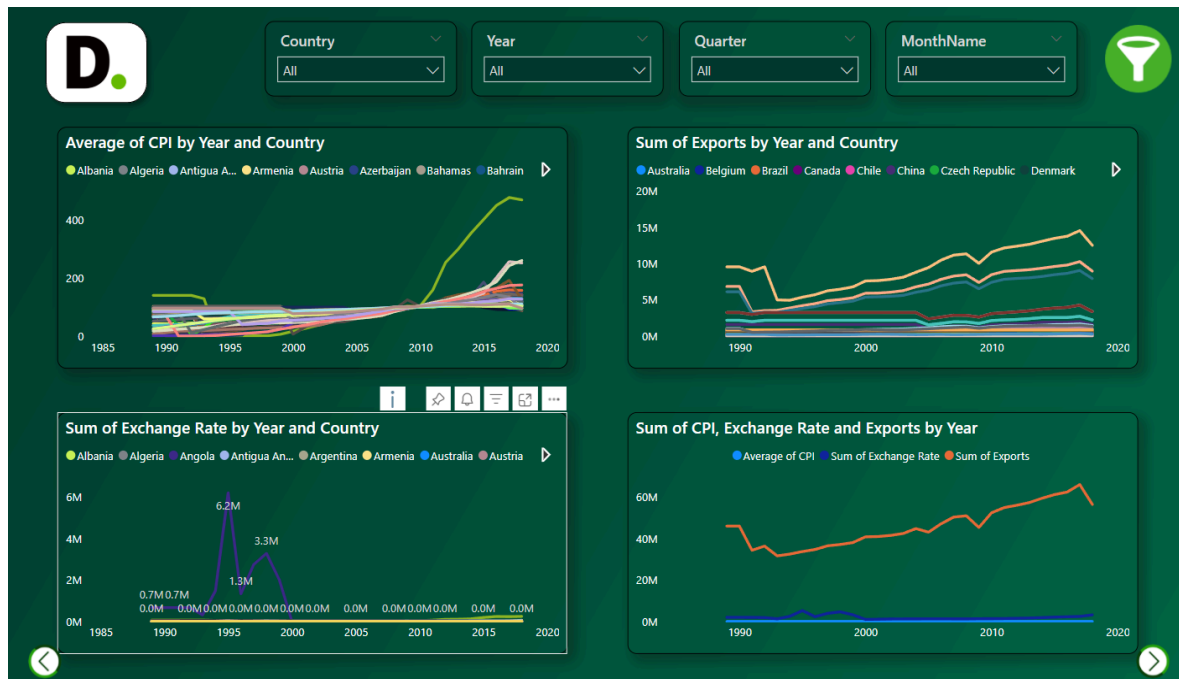 D.
Country Year Quarter MonthName
All All All All
Average of CPI by Year and Country
Albania Algeria Antigua A... Armenia Austria Azerbaijan Bahamas Bahrain
400
200
0
1985 1990 1995 2000 2005 2010 2015 2020
Sum of Exports by Year and Country
Australia Belgium Brazil Canada Chile China Czech Republic Denmark
20M
15M
10M
5M
0M
1990 2000 2010 2020
Sum of Exchange Rate by Year and Country
Albania Algeria Angola Antigua An... Argentina Armenia Australia Austria
6M
6.2M
4M
3.3M
2M
1.3M
0.7M 0.7M
0.0M 0.0M 0.0M 0.0M 0.0M 0.0M 0.0M 0.0M 0.0M 0.0M 0.0M 0.0M 0.0M
0M
1985 1990 1995 2000 2005 2010 2015 2020
Sum of CPI, Exchange Rate and Exports by Year
Average of CPI Sum of Exchange Rate Sum of Exports
60M
40M
20M
0M
1990 2000 2010 2020